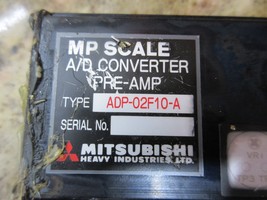 MP SCALE
A/D CONVERTER
(PRE-AMP
TYPE ADP-02F10-A
SERIAL No.
MITSUBISHI
HEAVY INDUSTRIES, LTD.